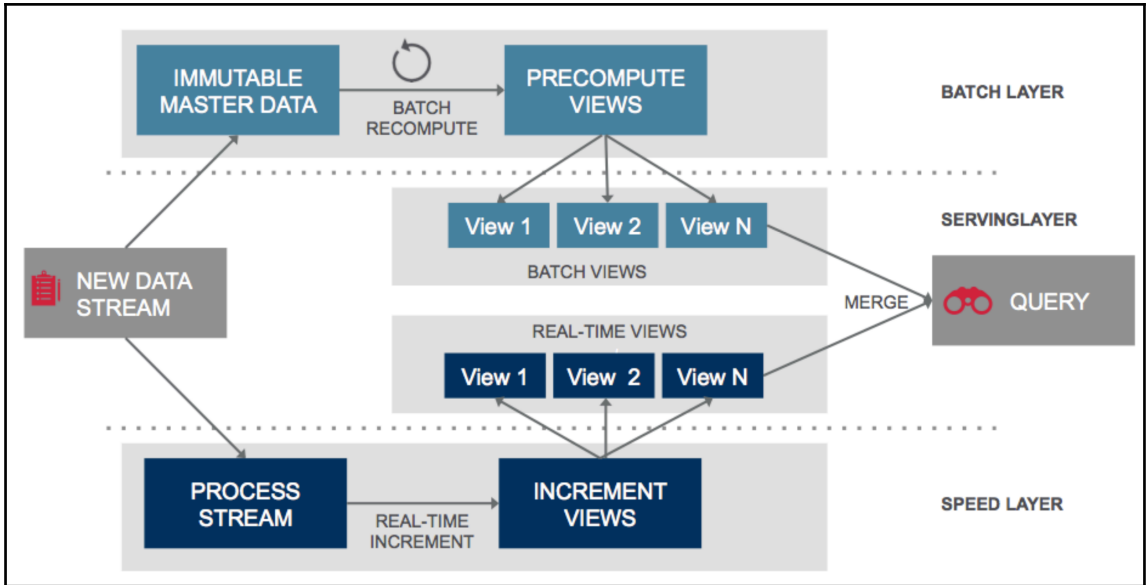 IMMUTABLE
MASTER DATA
BATCH
RECOMPUTE
PRECOMPUTE
VIEWS
BATCH LAYER
View 1
View 2
View N
BATCH VIEWS
SERVINGLAYER
NEW DATA
STREAM
MERGE
QUERY
REAL-TIME VIEWS
View 1
View 2
View N
PROCESS
STREAM
REAL-TIME
INCREMENT
INCREMENT
VIEWS
SPEED LAYER